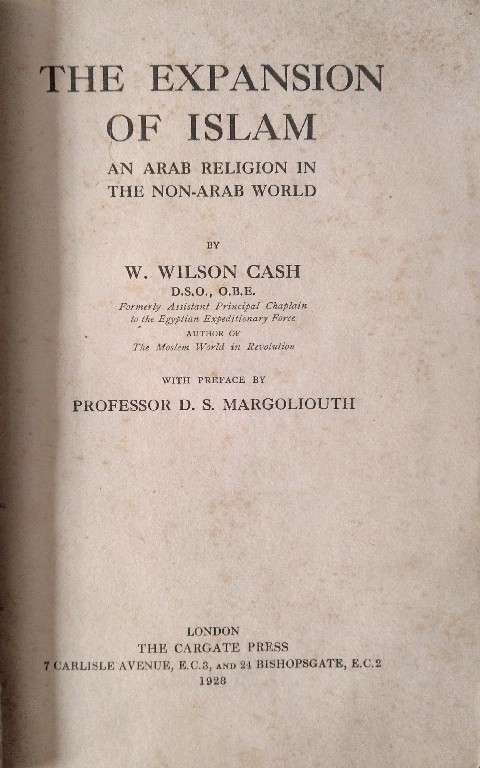 THE EXPANSION
OF ISLAM
AN ARAB RELIGION IN
THE NON-ARAB WORLD
BY
W. WILSON CASH
D.S.O., O.B.E.
Formerly Assistant Principal Chaplain
to the Egyptian Expeditionary Force
AUTHOR OF
The Moslem World in Revolution
WITH PREFACE BY
PROFESSOR D. S. MARGOLIOUTH
LONDON
THE CARGATE PRESS
7 CARLISLE AVENUE, E.C.3, AND 24 BISHOPSGATE, E.C.2
1928